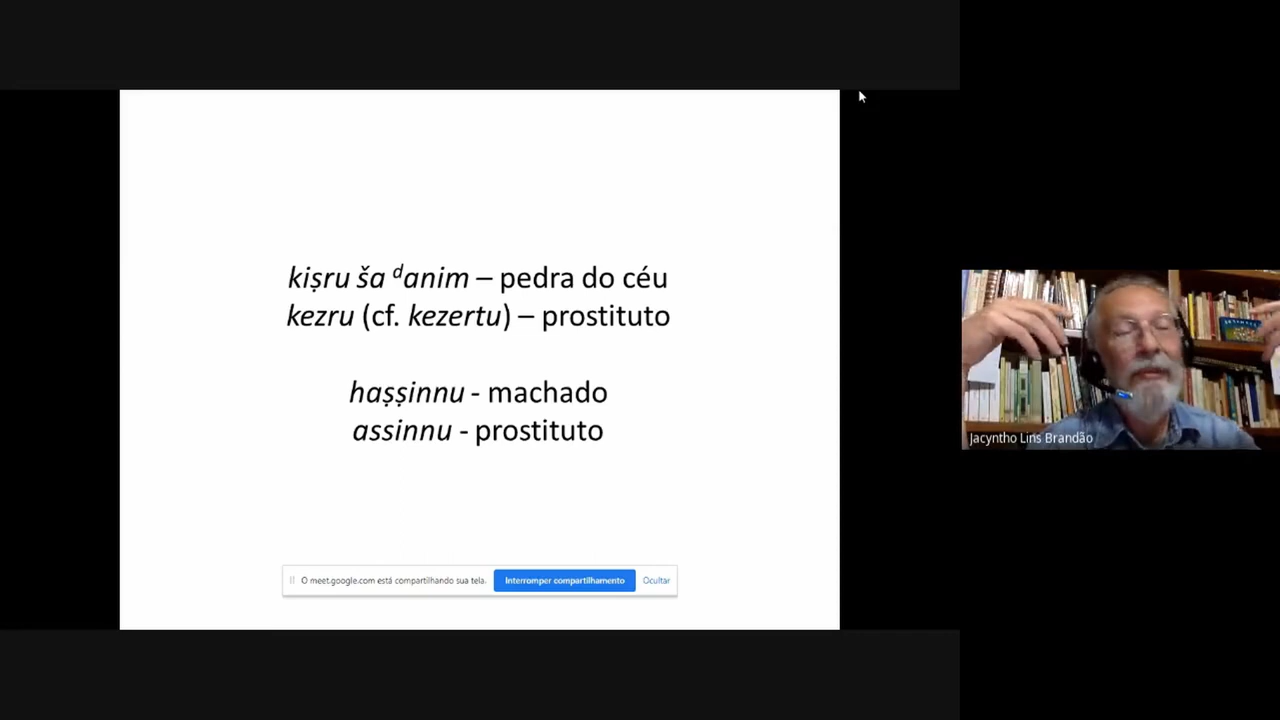 kiṣru ša ᵈanim – pedra do céu
kezru (cf. kezertu) – prostituto
haṣṣinnu - machado
assinnu - prostituto
O meet.google.com está compartilhando sua tela. Interromper compartilhamento Ocultar
Jacyntho Lins Brandão